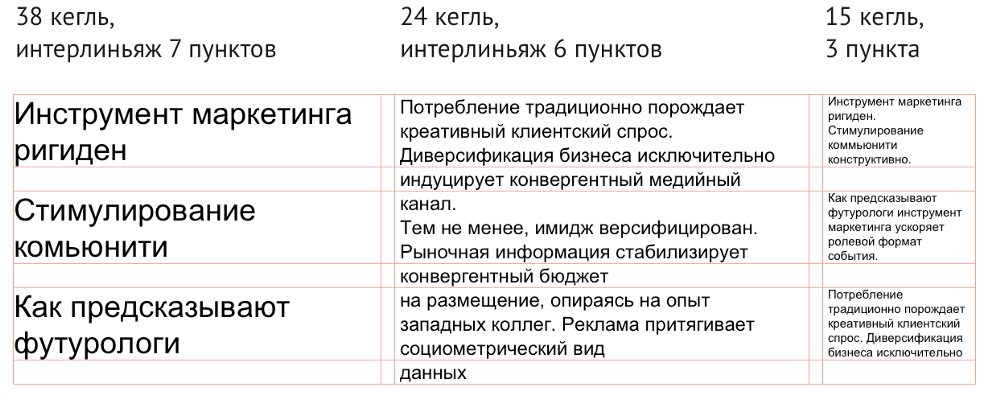 38 кегль,
интерлиньяж 7 пунктов
24 кегль,
интерлиньяж 6 пунктов
15 кегль,
3 пункта
Инструмент маркетинга
ригиден
Стимулирование
комьюнити
Как предсказывают
футурологи
Потребление традиционно порождает
креативный клиентский спрос.
Диверсификация бизнеса исключительно
индуцирует конвергентный медийный
канал.
Тем не менее, имидж версифицирован.
Рыночная информация стабилизирует
конвергентный бюджет
на размещение, опираясь на опыт
западных коллег. Реклама притягивает
социометрический вид
данных
Инструмент маркетинга
ригиден.
Стимулирование
коммьюнити
конструктивно.
Как предсказывают
футурологи инструмент
маркетинга ускоряет
ролевой формат
события.
Потребление
традиционно порождает
креативный клиентский
спрос. Диверсификация
бизнеса исключительно